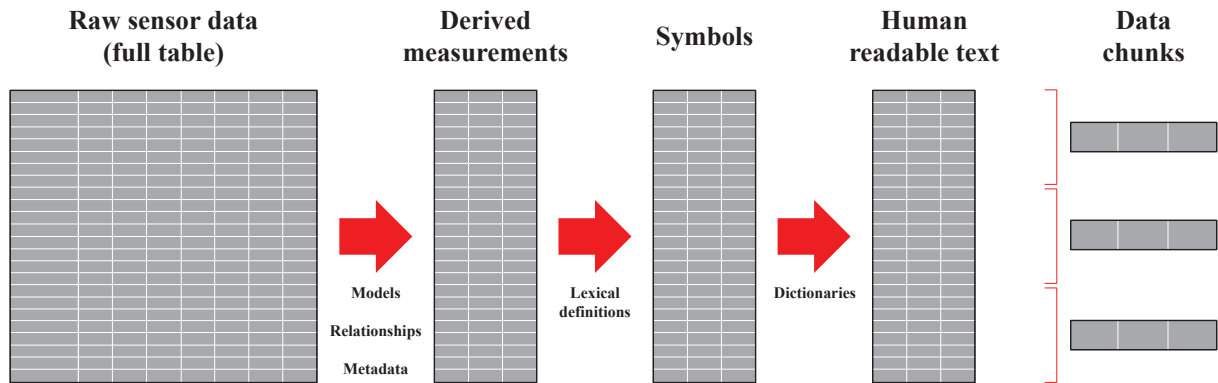 Raw sensor data
(full table)
Derived
measurements
Symbols
Human
readable text
Data
chunks
Models
Relationships
Metadata
Lexical
definitions
Dictionaries